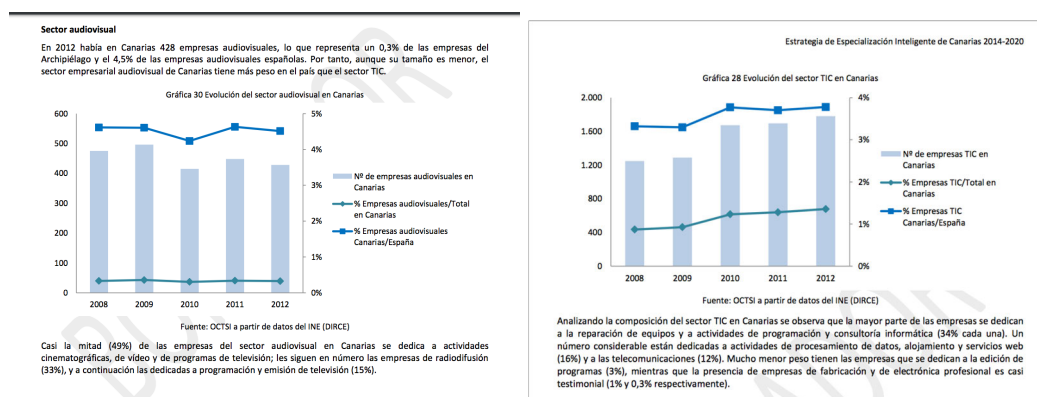 Sector audiovisual
En 2012 había en Canarias 428 empresas audiovisuales, lo que representa un 0,3% de las empresas del
Archipiélago y el 4,5% de las empresas audiovisuales españolas. Por tanto, aunque su tamaño es menor, el
sector empresarial audiovisual de Canarias tiene más peso en el país que el sector TIC.
Gráfica 30 Evolución del sector audiovisual en Canarias
600
500
400
300
200
100
0
5%
4%
3%
2%
1%
0%
2008 2009 2010 2011 2012
Nº de empresas audiovisuales en
Canarias
% Empresas audiovisuales/Total
en Canarias
% Empresas audiovisuales
Canarias/España
Fuente: OCTSI a partir de datos del INE (DIRCE)
Casi la mitad (49%) de las empresas del sector audiovisual en Canarias se dedica a actividades
cinematográficas, de vídeo y de programas de televisión; les siguen en número las empresas de radiodifusión
(33%), y a continuación las dedicadas a programación y emisión de televisión (15%).
Estrategia de Especialización Inteligente de Canarias 2014-2020
Gráfica 28 Evolución del sector TIC en Canarias
2.000
1.600
1.200
800
400
0
4%
3%
2%
1%
0%
2008 2009 2010 2011 2012
Nº de empresas TIC en
Canarias
% Empresas TIC/Total en
Canarias
% Empresas TIC
Canarias/España
Fuente: OCTSI a partir de datos del INE (DIRCE)
Analizando la composición del sector TIC en Canarias se observa que la mayor parte de las empresas se dedican
a la reparación de equipos y a actividades de programación y consultoría informática (34% cada una). Un
número considerable están dedicadas a actividades de procesamiento de datos, alojamiento y servicios web
(16%) y a las telecomunicaciones (12%). Mucho menor peso tienen las empresas que se dedican a la edición de
programas (3%), mientras que la presencia de empresas de fabricación y de electrónica profesional es casi
testimonial (1% y 0,3% respectivamente).